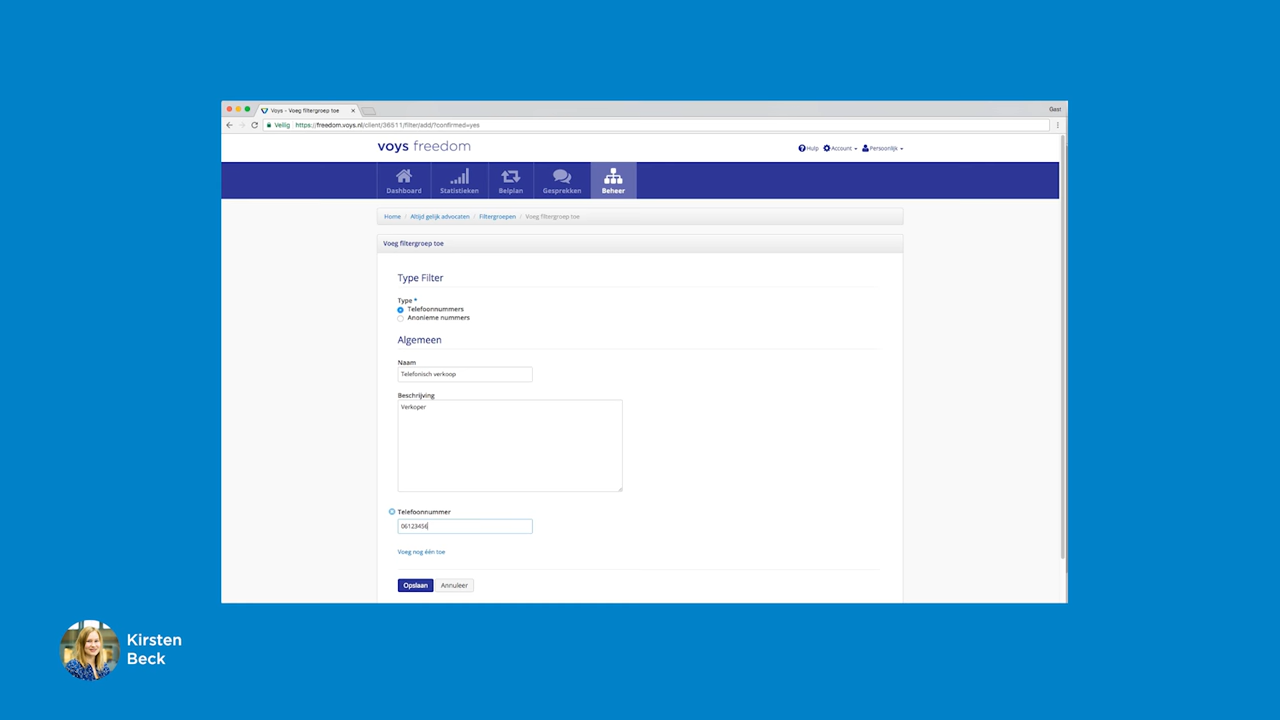 Voys - Voeg filtergroep toe
Gast
Veilig https://freedom.voys.nl/client/36511/filter/add/?confirmed=yes
voys freedom
Hulp Account Persoonlijk
Dashboard Statistieken Belplan Gesprekken Beheer
Home / Altijd gelijk advocaten / Filtergroepen / Voeg filtergroep toe
Voeg filtergroep toe
Type Filter
Type *
Telefoonnummers
Anonieme nummers
Algemeen
Naam
Telefonisch verkoop
Beschrijving
Verkoper
Telefoonnummer
06123456
Voeg nog één toe
Opslaan Annuleer
Kirsten
Beck